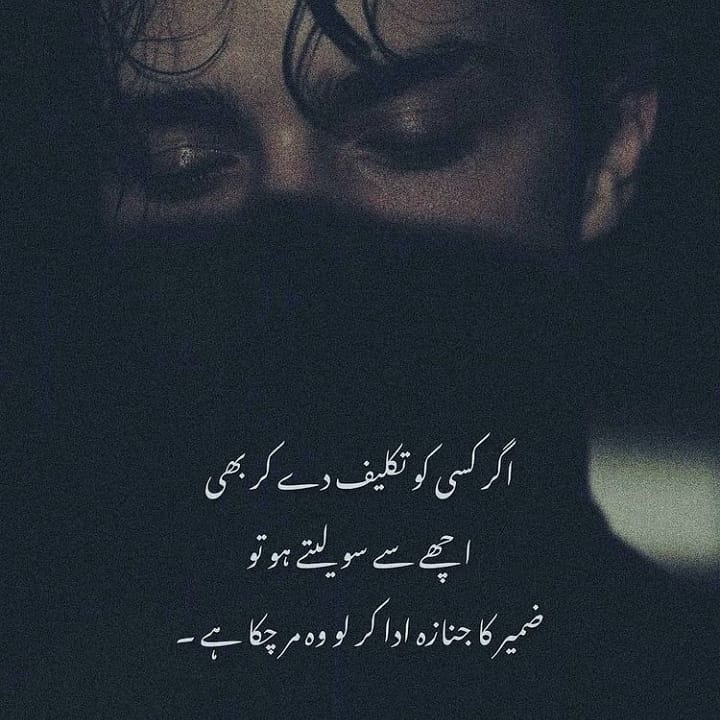 اگر کسی کو تکلیف دے کر بھی
اچھے سے سو لیتے ہو تو
ضمیر کا جنازہ ادا کر لو وہ مر چکا ہے ۔